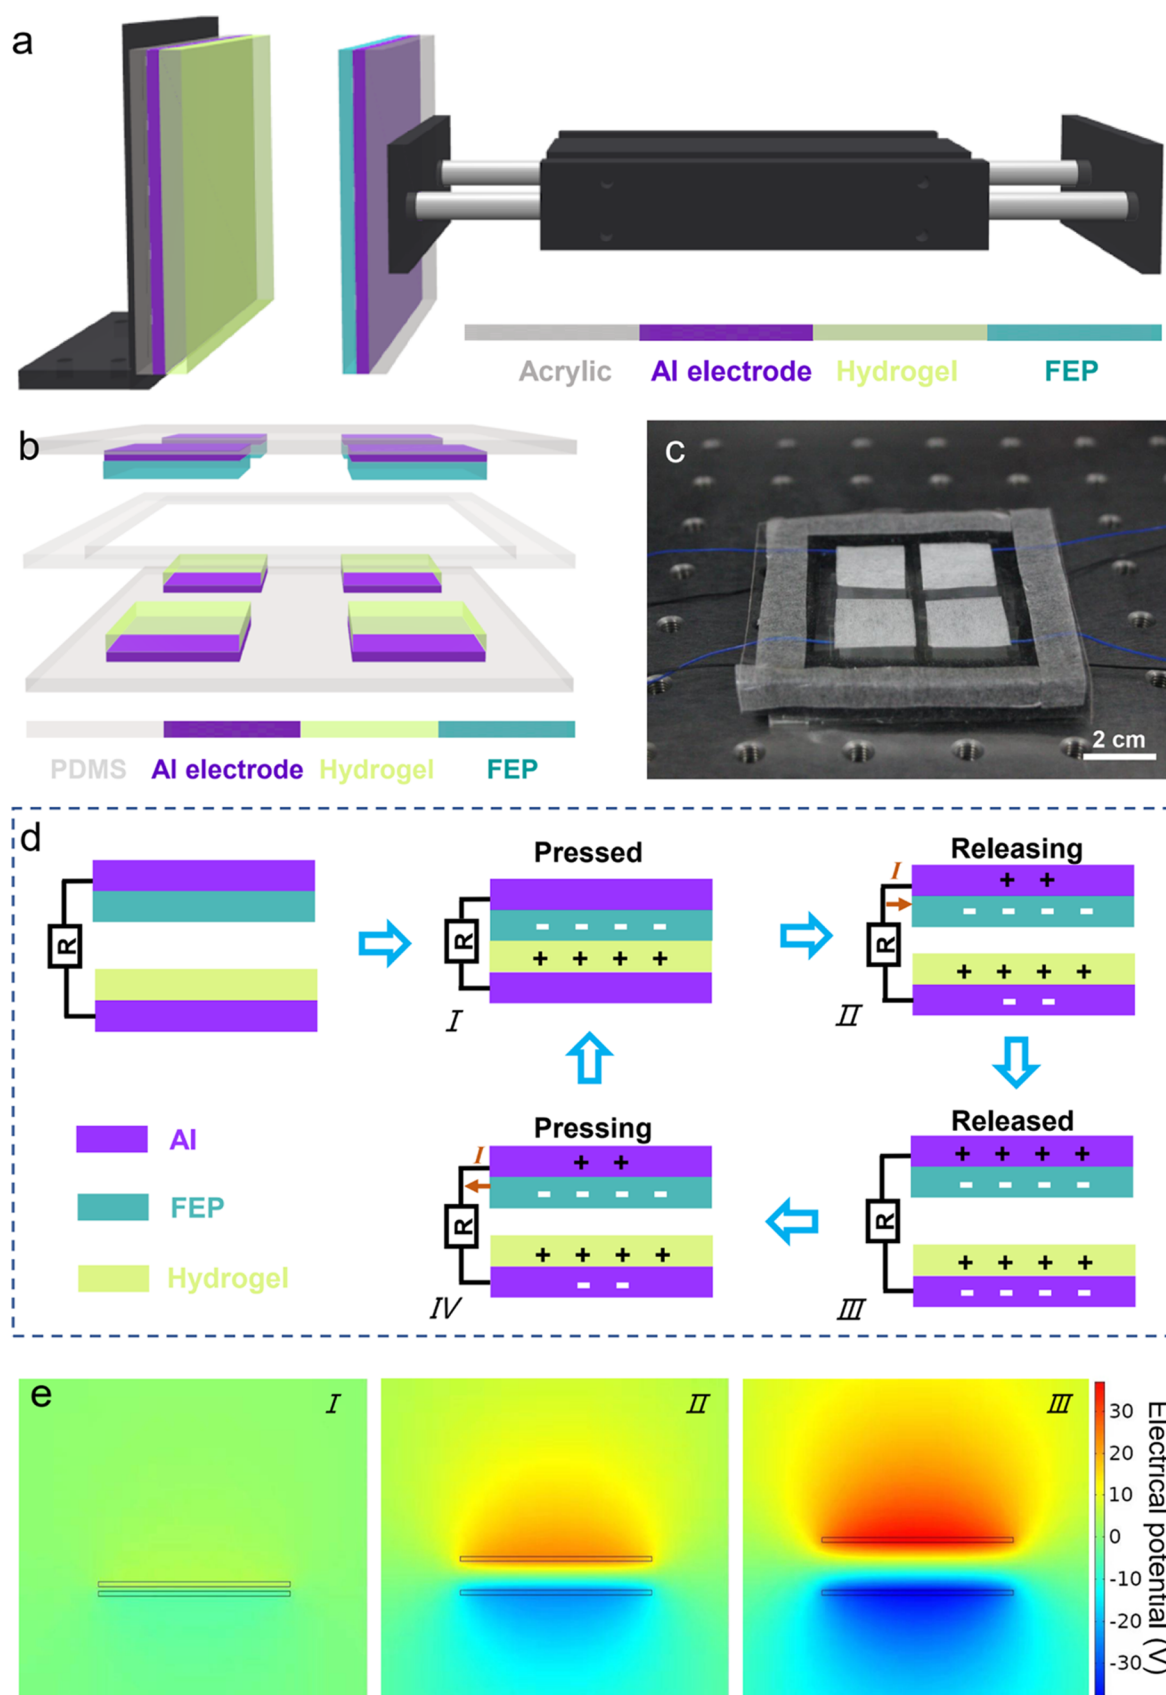 a
Acrylic Al electrode Hydrogel FEP
b
PDMS Al electrode Hydrogel FEP
c
2 cm
d
R
Pressed
R
- - - -
+ + + +
I
Releasing
I
+ +
- - - -
R
+ + + +
- -
II
Al
FEP
Hydrogel
Pressing
I
+ +
- - - -
R
+ + + +
- -
IV
Released
+ + + +
- - - -
R
+ + + +
- - - -
III
e
I
II
III
30
20
10
0
-10
-20
-30
Electrical potential (V)